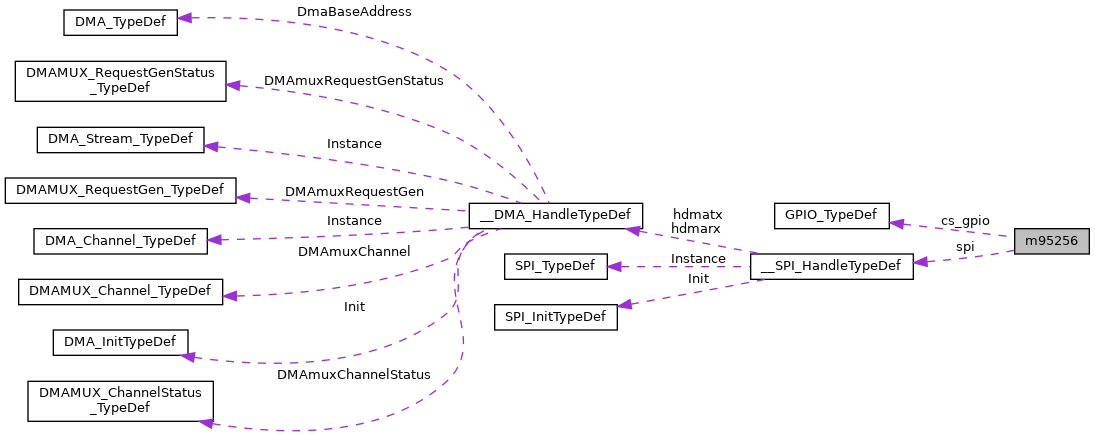 DMA_TypeDef
DmaBaseAddress
DMAMUX_RequestGenStatus
_TypeDef
DMAmuxRequestGenStatus
DMA_Stream_TypeDef
Instance
DMAMUX_RequestGen_TypeDef
DMAmuxRequestGen
DMA_Channel_TypeDef
Instance
DMAMUX_Channel_TypeDef
DMAmuxChannel
DMA_InitTypeDef
Init
DMAMUX_ChannelStatus
_TypeDef
DMAmuxChannelStatus
__DMA_HandleTypeDef
hdmatx
hdmarx
SPI_TypeDef
Instance
SPI_InitTypeDef
Init
GPIO_TypeDef
cs_gpio
__SPI_HandleTypeDef
spi
m95256